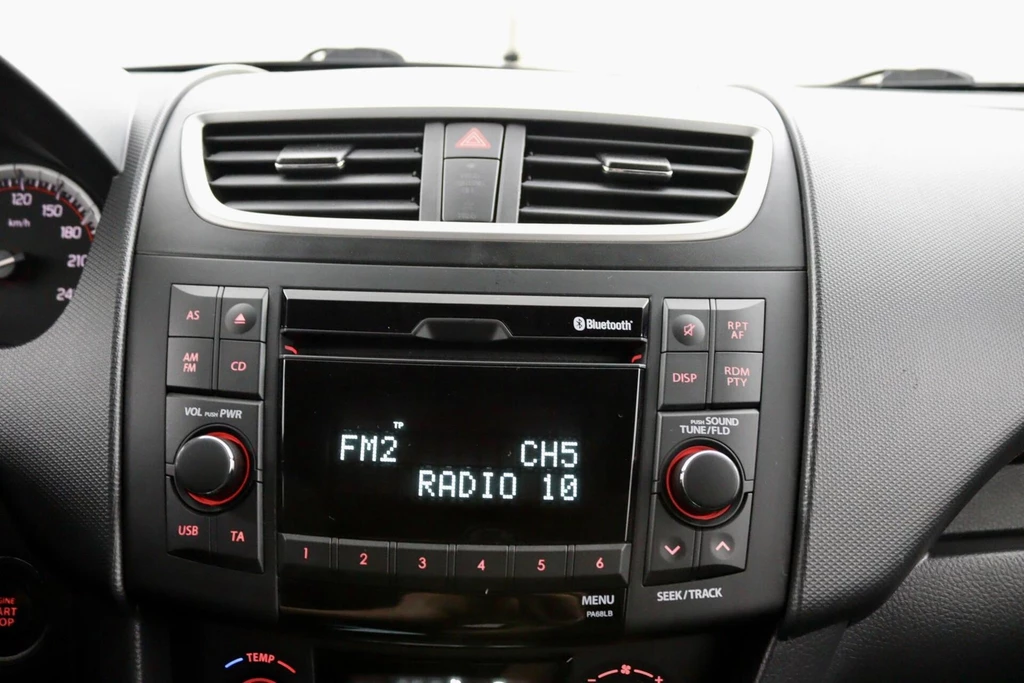 120
150
km/h
180
210
AS
AM
FM
CD
VOL PUSH PWR
USB
TA
Bluetooth
TP
FM2
CH5
RADIO 10
1
2
3
4
5
6
MENU
PA68LB
RPT
AF
DISP
RDM
PTY
PUSH SOUND
TUNE/FLD
SEEK/TRACK
TEMP